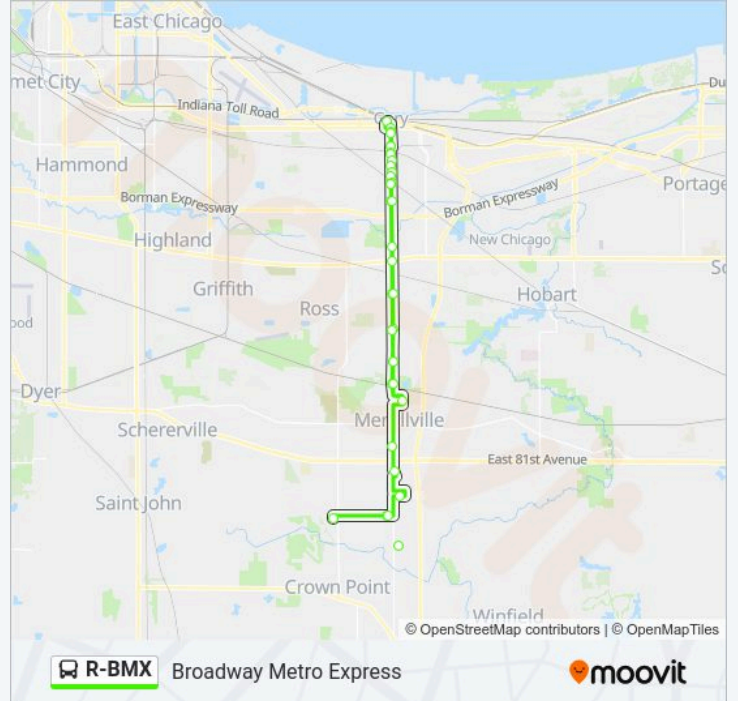 East Chicago
met City
Indiana Toll Road
Gary
Du
Hammond
Borman Expressway
Borman Expressway
Portage
Highland
New Chicago
Griffith
Ross
Hobart
Sc
ood
Dyer
Merrillville
Schererville
East 81st Avenue
Saint John
Crown Point
Winfield
© OpenStreetMap contributors | © OpenMapTiles
R-BMX
Broadway Metro Express
moovit